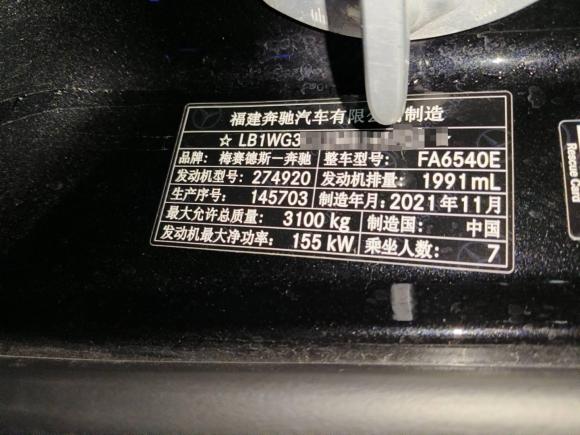 福建奔驰汽车有限公司制造
☆ LB1WG3
品牌: 梅赛德斯一奔驰 整车型号: FA6540E
发动机型号: 274920 发动机排量: 1991mL
生产序号: 145703 制造年月: 2021年11月
最大允许总质量: 3100 kg 制造国: 中国
发动机最大净功率: 155 kW 乘坐人数: 7
Rescue Card